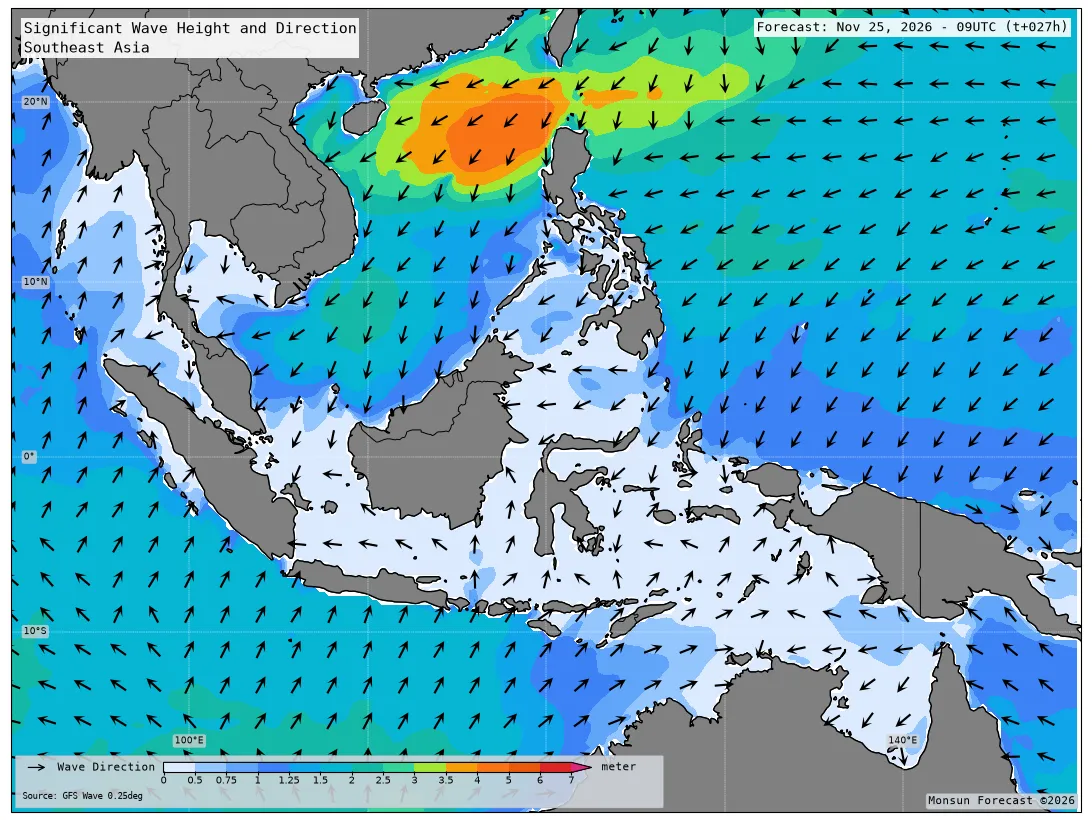 Significant Wave Height and Direction
Southeast Asia
Forecast: Nov 25, 2026 - 09UTC (t+027h)
20°N
10°N
0°
10°S
100°E
140°E
Wave Direction
meter
0 0.5 0.75 1 1.25 1.5 2 2.5 3 3.5 4 5 6 7
Source: GFS Wave 0.25deg
Monsun Forecast ©2026